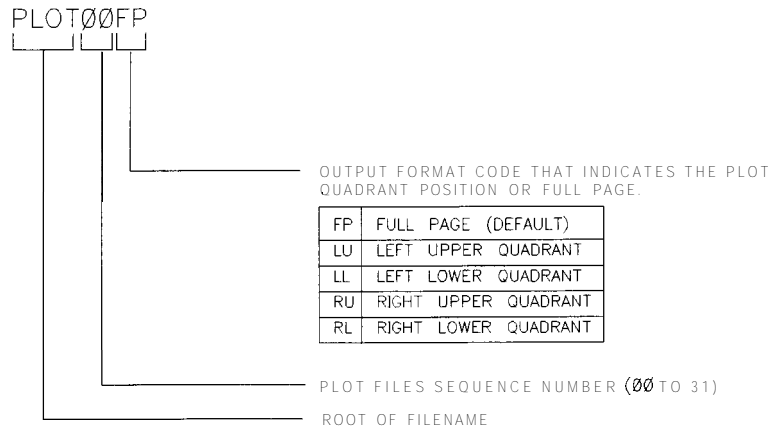 PLOTØØFP
OUTPUT FORMAT CODE THAT INDICATES THE PLOT
QUADRANT POSITION OR FULL PAGE.
FP FULL PAGE (DEFAULT)
LU LEFT UPPER QUADRANT
LL LEFT LOWER QUADRANT
RU RIGHT UPPER QUADRANT
RL RIGHT LOWER QUADRANT
PLOT FILES SEQUENCE NUMBER (ØØ TO 31)
ROOT OF FILENAME